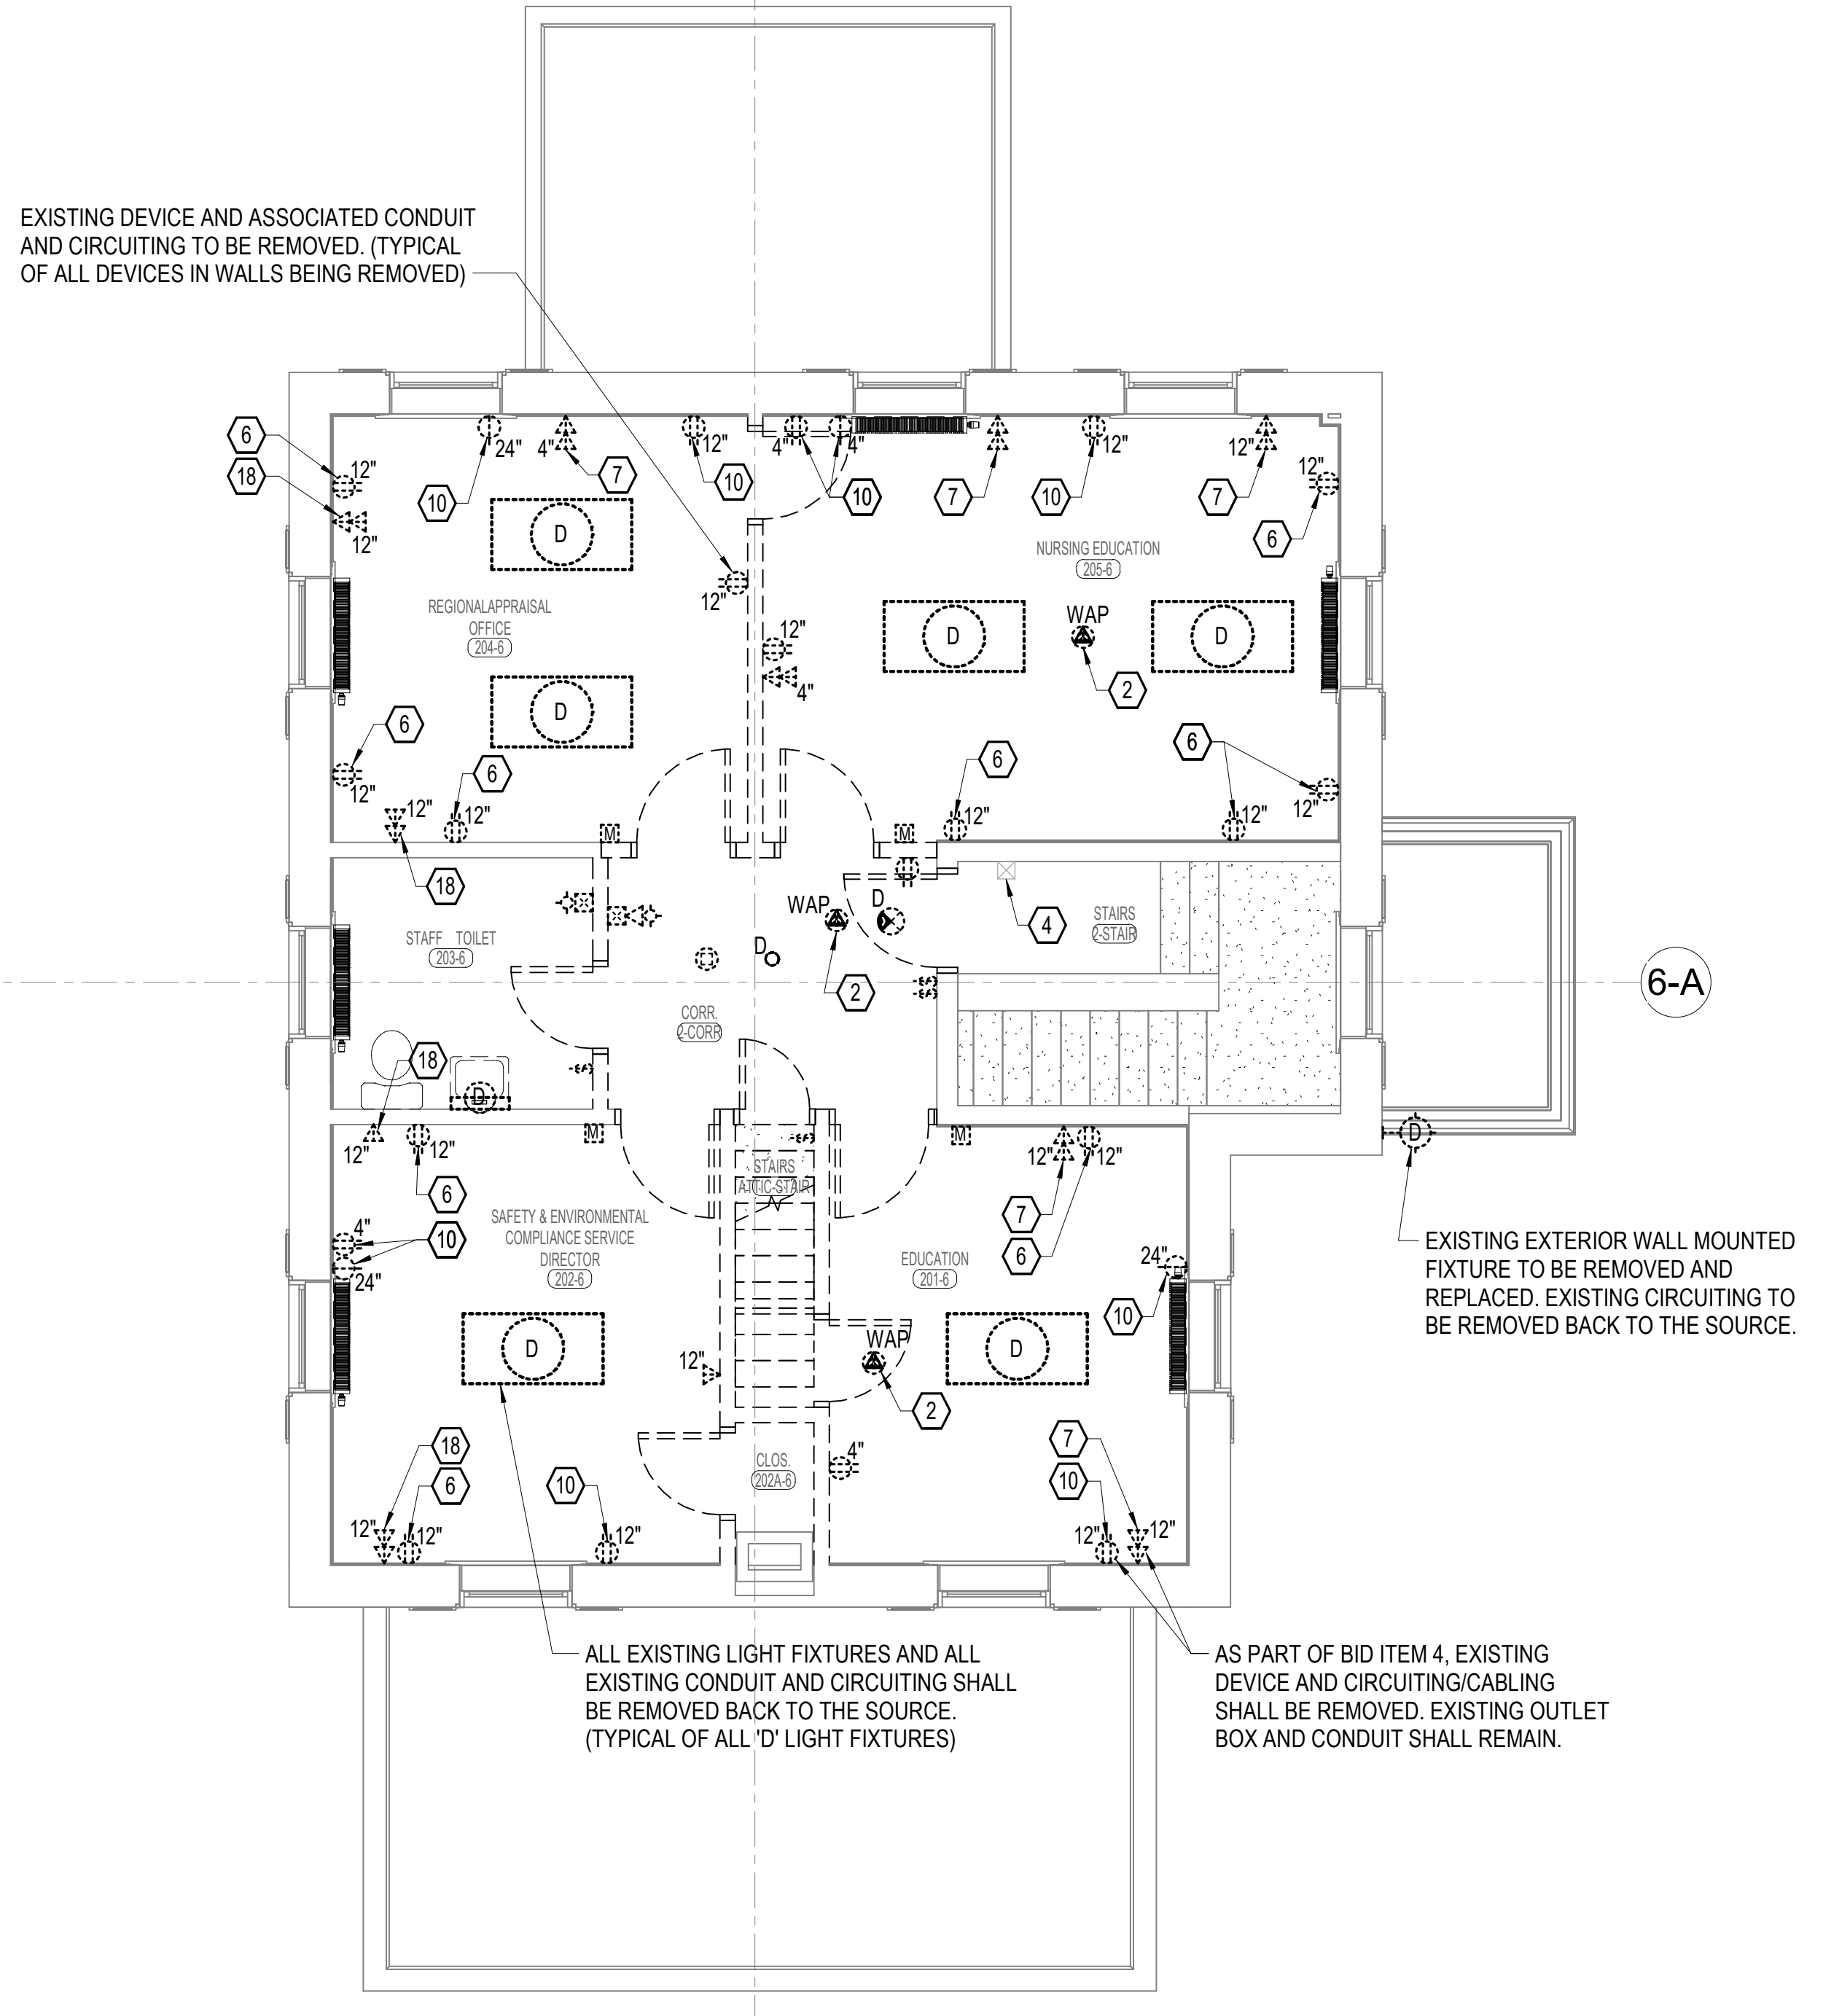 EXISTING DEVICE AND ASSOCIATED CONDUIT
AND CIRCUITING TO BE REMOVED. (TYPICAL
OF ALL DEVICES IN WALLS BEING REMOVED)
6
18
12"
12"
24"
10
4"
7
12"
10
4"
4"
10
7
12"
10
12"
7
12"
6
D
REGIONALAPPRAISAL
OFFICE
204-6
D
12"
12"
4"
NURSING EDUCATION
205-6
D
D
WAP
2
6
12"
6
12"
12"
18
M
6
12"
6
12"
12"
M
STAFF TOILET
203-6
D
18
WAP
D
D
2
CORR.
2-CORR
4
STAIRS
2-STAIR
6-A
12"
12"
6
M
4"
10
24"
SAFETY & ENVIRONMENTAL
COMPLIANCE SERVICE
DIRECTOR
202-6
D
12"
18
6
12"
12"
10
12"
STAIRS
ATTIC-STAIR
CLOS.
202A-6
M
12"
12"
7
6
EDUCATION
201-6
24"
10
WAP
2
D
4"
7
10
12"
12"
D
EXISTING EXTERIOR WALL MOUNTED
FIXTURE TO BE REMOVED AND
REPLACED. EXISTING CIRCUITING TO
BE REMOVED BACK TO THE SOURCE.
ALL EXISTING LIGHT FIXTURES AND ALL
EXISTING CONDUIT AND CIRCUITING SHALL
BE REMOVED BACK TO THE SOURCE.
(TYPICAL OF ALL 'D' LIGHT FIXTURES)
AS PART OF BID ITEM 4, EXISTING
DEVICE AND CIRCUITING/CABLING
SHALL BE REMOVED. EXISTING OUTLET
BOX AND CONDUIT SHALL REMAIN.